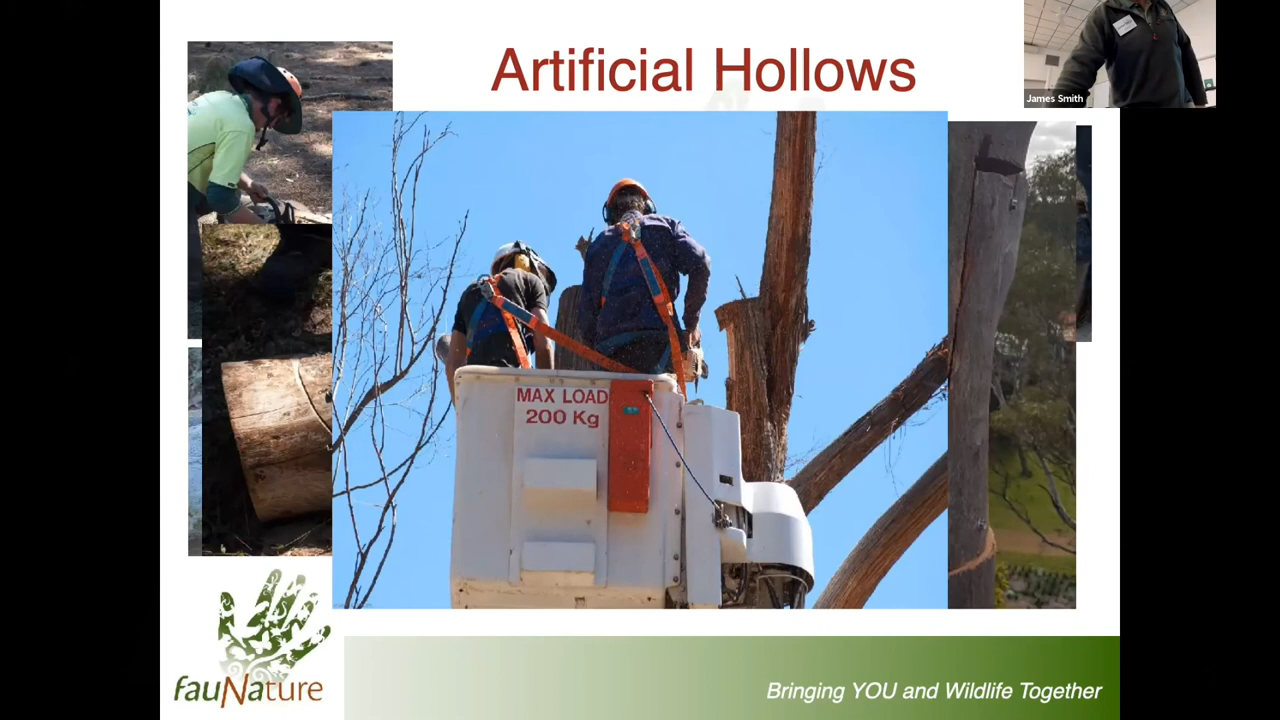 Artificial Hollows
James Smith
MAX LOAD
200 Kg
fauNature
Bringing YOU and Wildlife Together